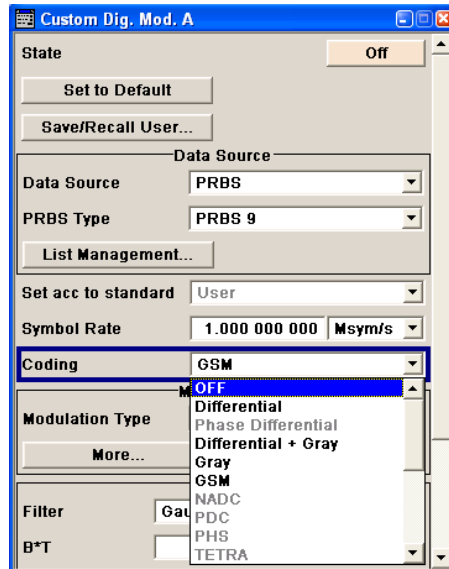 Custom Dig. Mod. A
State Off
Set to Default
Save/Recall User...
Data Source
Data Source PRBS
PRBS Type PRBS 9
List Management...
Set acc to standard User
Symbol Rate 1.000 000 000 Msym/s
Coding GSM
OFF
Differential
Phase Differential
Differential + Gray
Gray
GSM
NADC
PDC
PHS
TETRA
M
Modulation Type
More...
Filter Gau
B*T